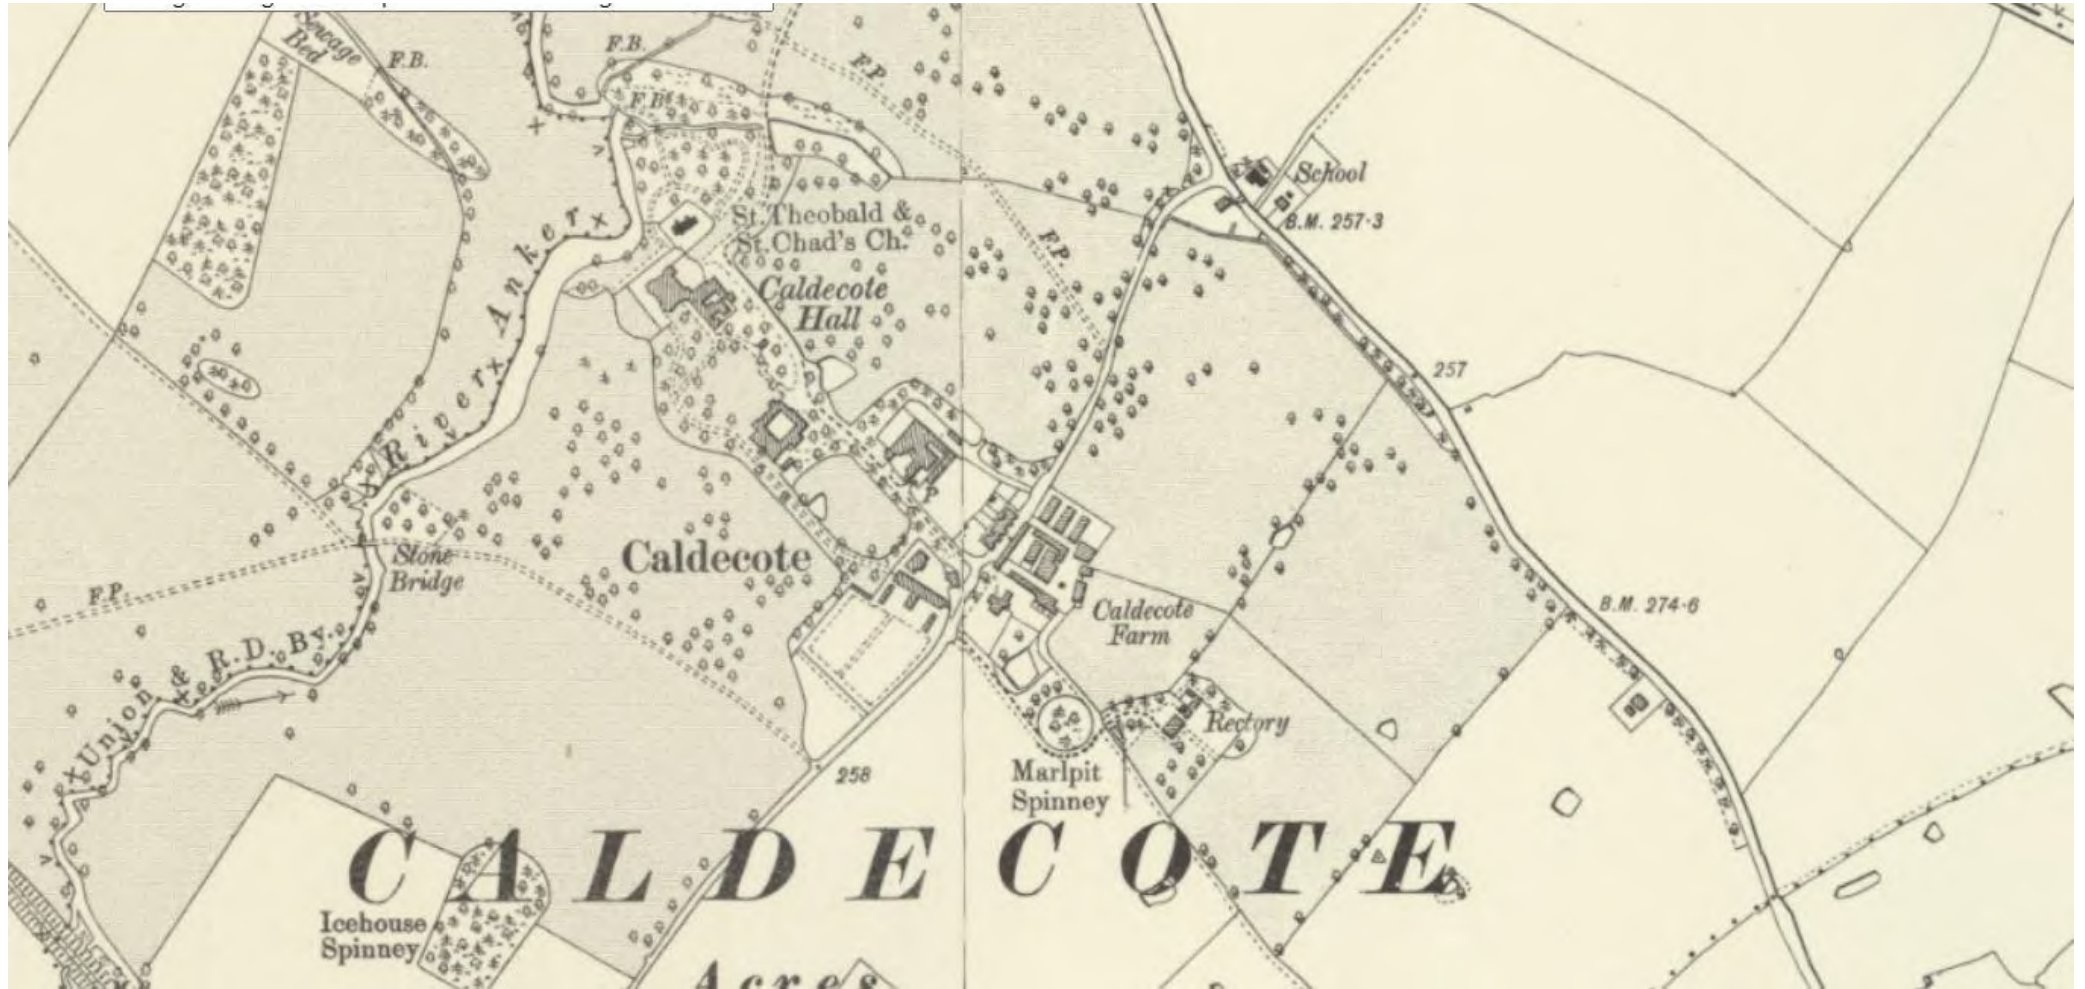 Sewage
Bed
F.B.
F.B.
F.B.
F.P.
School
B.M. 257·3
St. Theobald &
St. Chad's Ch.
F.P.
Caldecote
Hall
River Anker
257
Caldecote
Stone
Bridge
F.P.
Caldecote
Farm
B.M. 274·6
Union & R.D. By.
Rectory
258
Marlpit
Spinney
CALDECOTE
Icehouse
Spinney
Acres